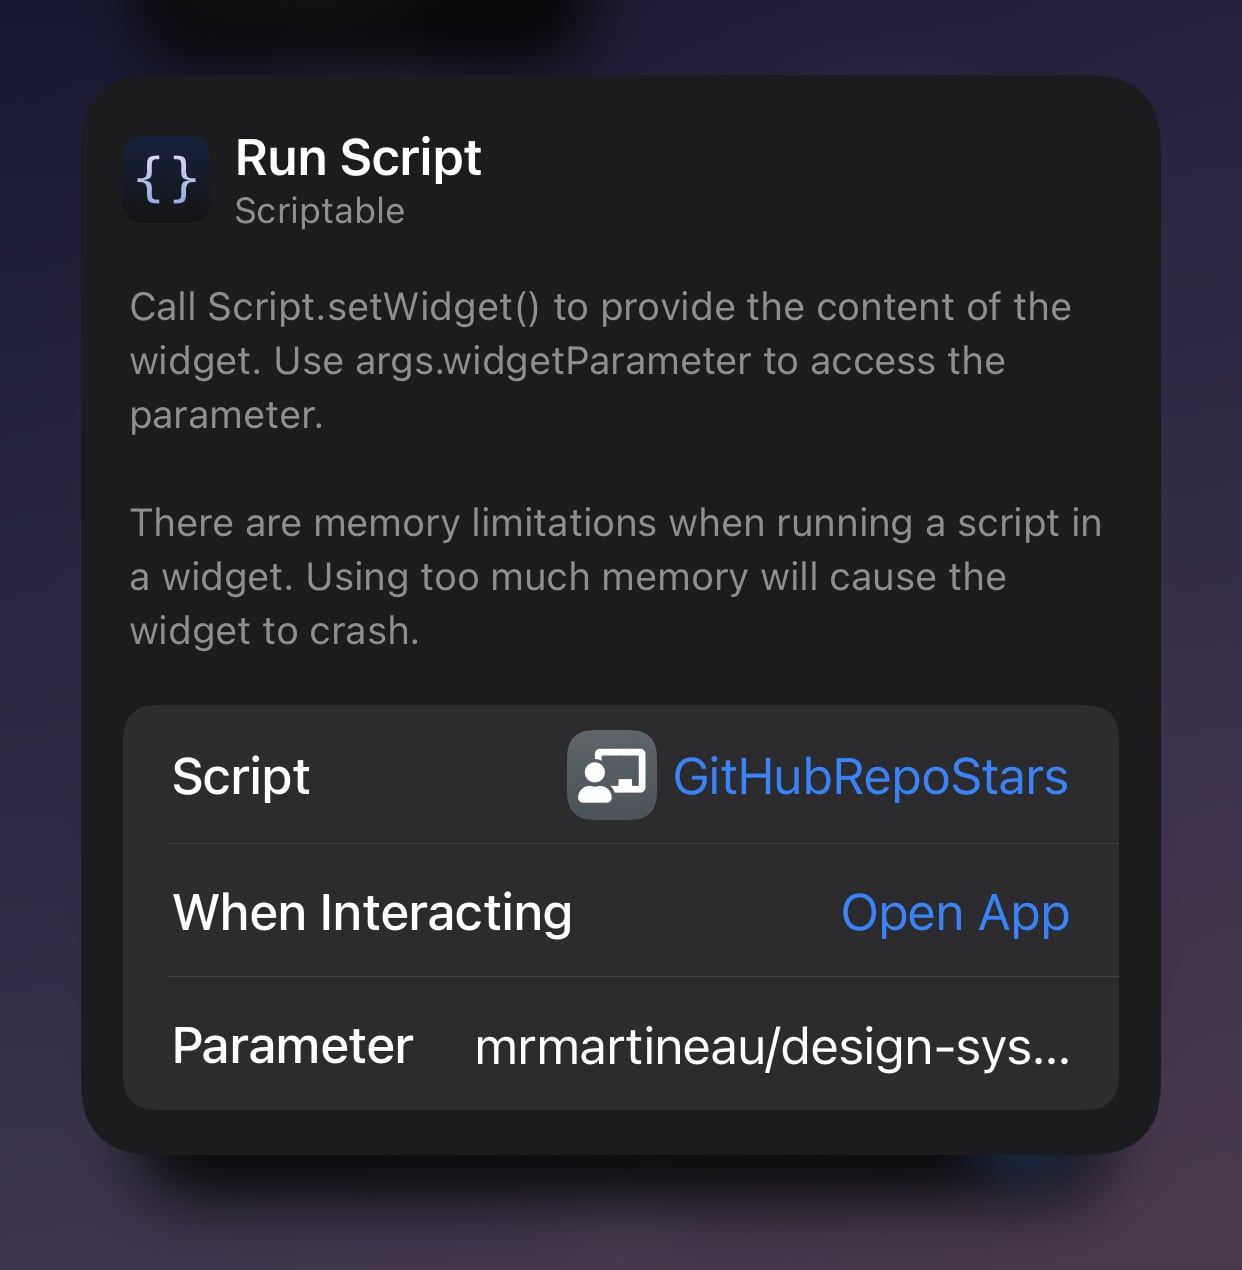 {}
Run Script
Scriptable
Call Script.setWidget() to provide the content of the
widget. Use args.widgetParameter to access the
parameter.
There are memory limitations when running a script in
a widget. Using too much memory will cause the
widget to crash.
Script GitHubRepoStars
When Interacting Open App
Parameter mrmartineau/design-sys...